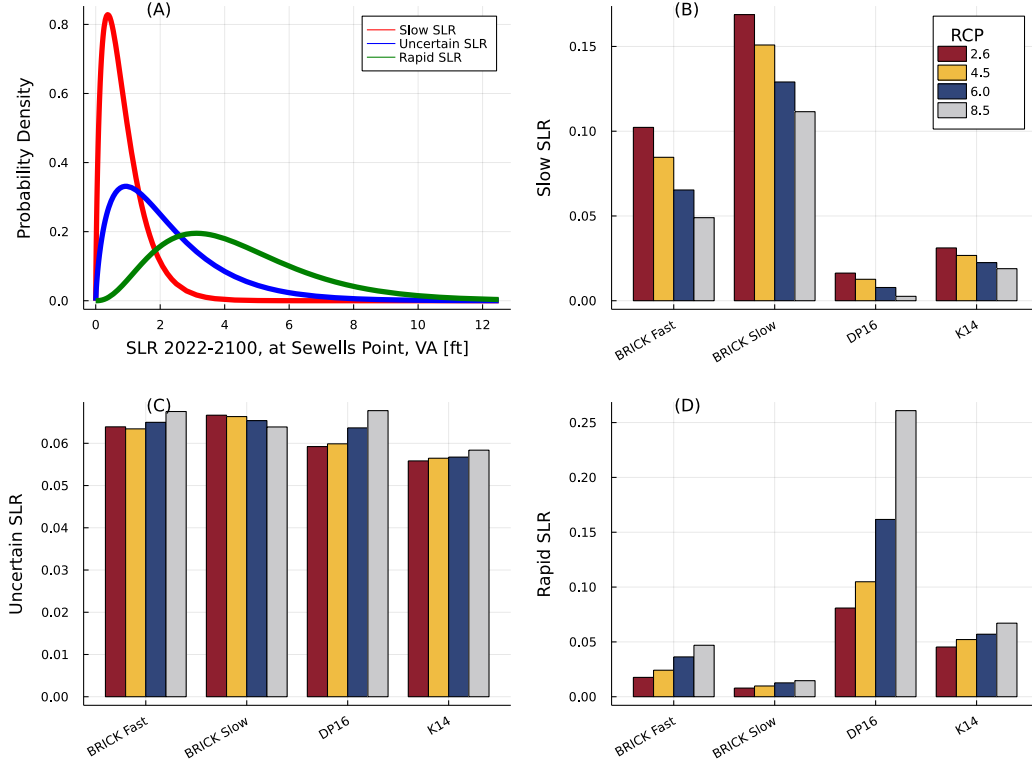 (A)
Slow SLR
Uncertain SLR
Rapid SLR
Probability Density
0.8
0.6
0.4
0.2
0.0
0 2 4 6 8 10 12
SLR 2022-2100, at Sewells Point, VA [ft]
(B)
RCP
2.6
4.5
6.0
8.5
Slow SLR
0.15
0.10
0.05
0.00
BRICK Fast BRICK Slow DP16 K14
(C)
Uncertain SLR
0.06
0.05
0.04
0.03
0.02
0.01
0.00
BRICK Fast BRICK Slow DP16 K14
(D)
Rapid SLR
0.25
0.20
0.15
0.10
0.05
0.00
BRICK Fast BRICK Slow DP16 K14